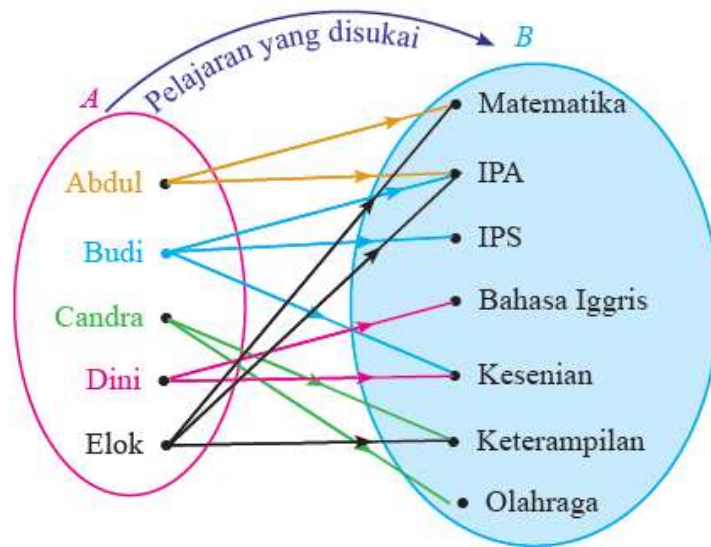 Pelajaran yang disukai
A
B
Abdul
Budi
Candra
Dini
Elok
Matematika
IPA
IPS
Bahasa Iggris
Kesenian
Keterampilan
Olahraga